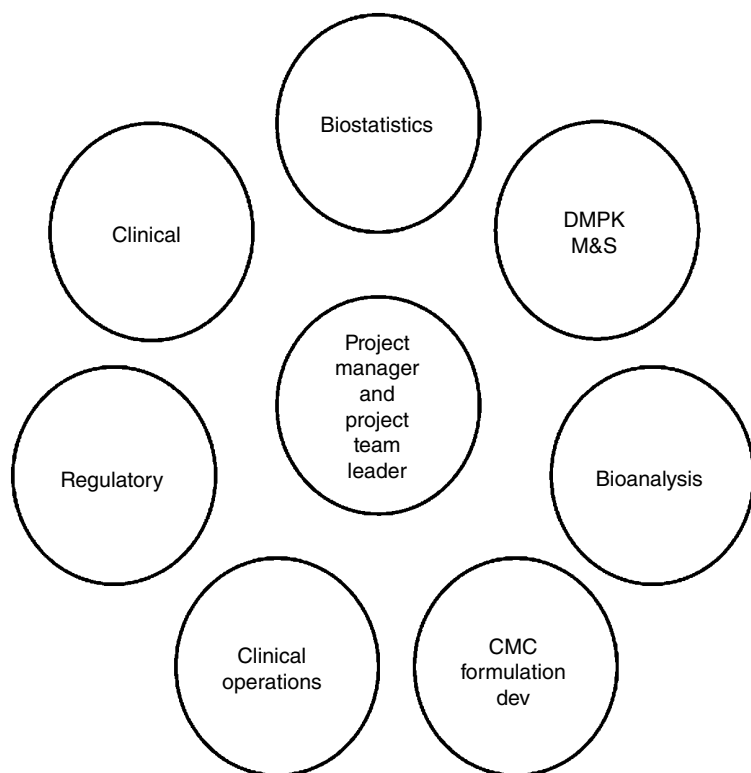 Biostatistics
Clinical
DMPK
M&S
Project
manager
and
project
team
leader
Regulatory
Bioanalysis
Clinical
operations
CMC
formulation
dev